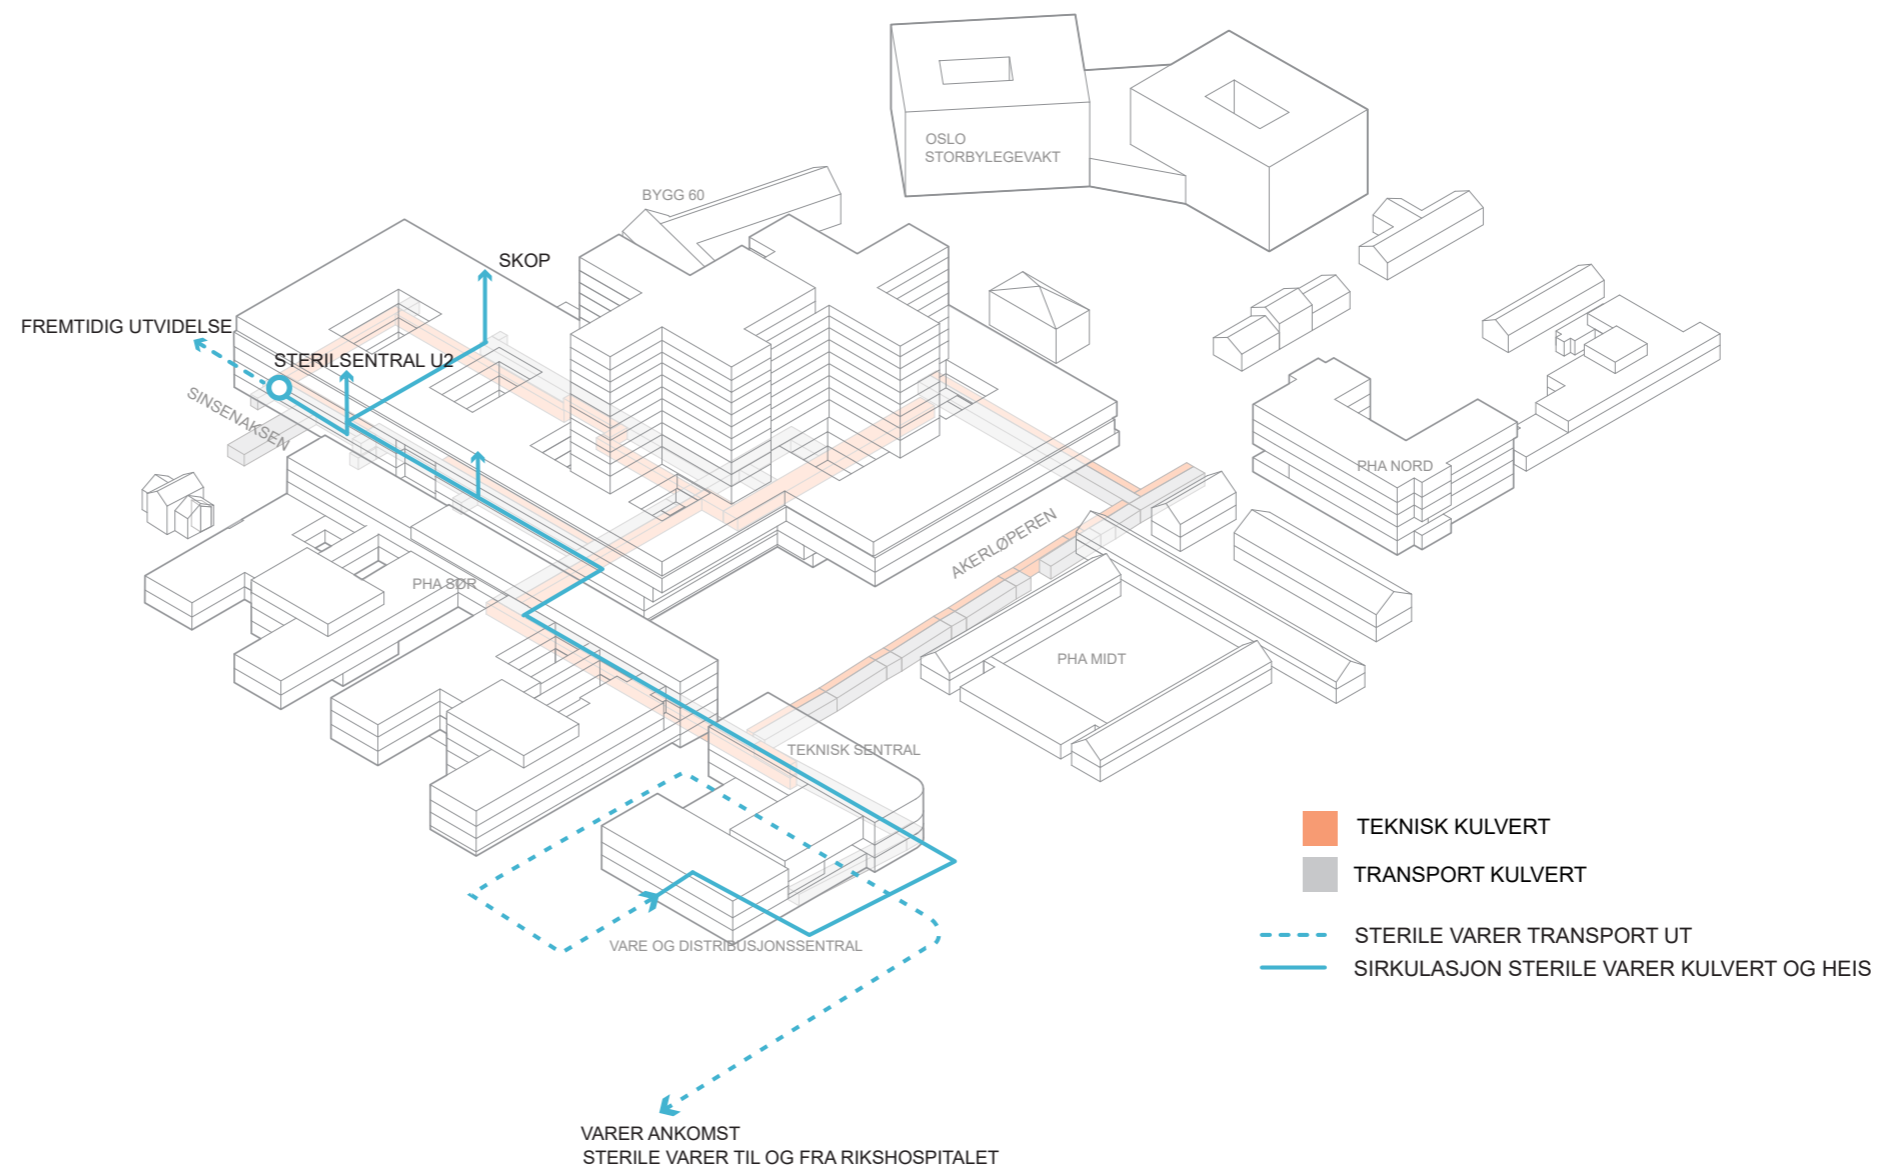 OSLO
STORBYLEGEVAKT
BYGG 60
SKOP
FREMTIDIG UTVIDELSE
STERILSENTRAL U2
SINSENAKSEN
PHA NORD
AKERLØPEREN
PHA SØR
PHA MIDT
TEKNISK SENTRAL
VARE OG DISTRIBUSJONSSENTRAL
TEKNISK KULVERT
TRANSPORT KULVERT
STERILE VARER TRANSPORT UT
SIRKULASJON STERILE VARER KULVERT OG HEIS
VARER ANKOMST
STERILE VARER TIL OG FRA RIKSHOSPITALET